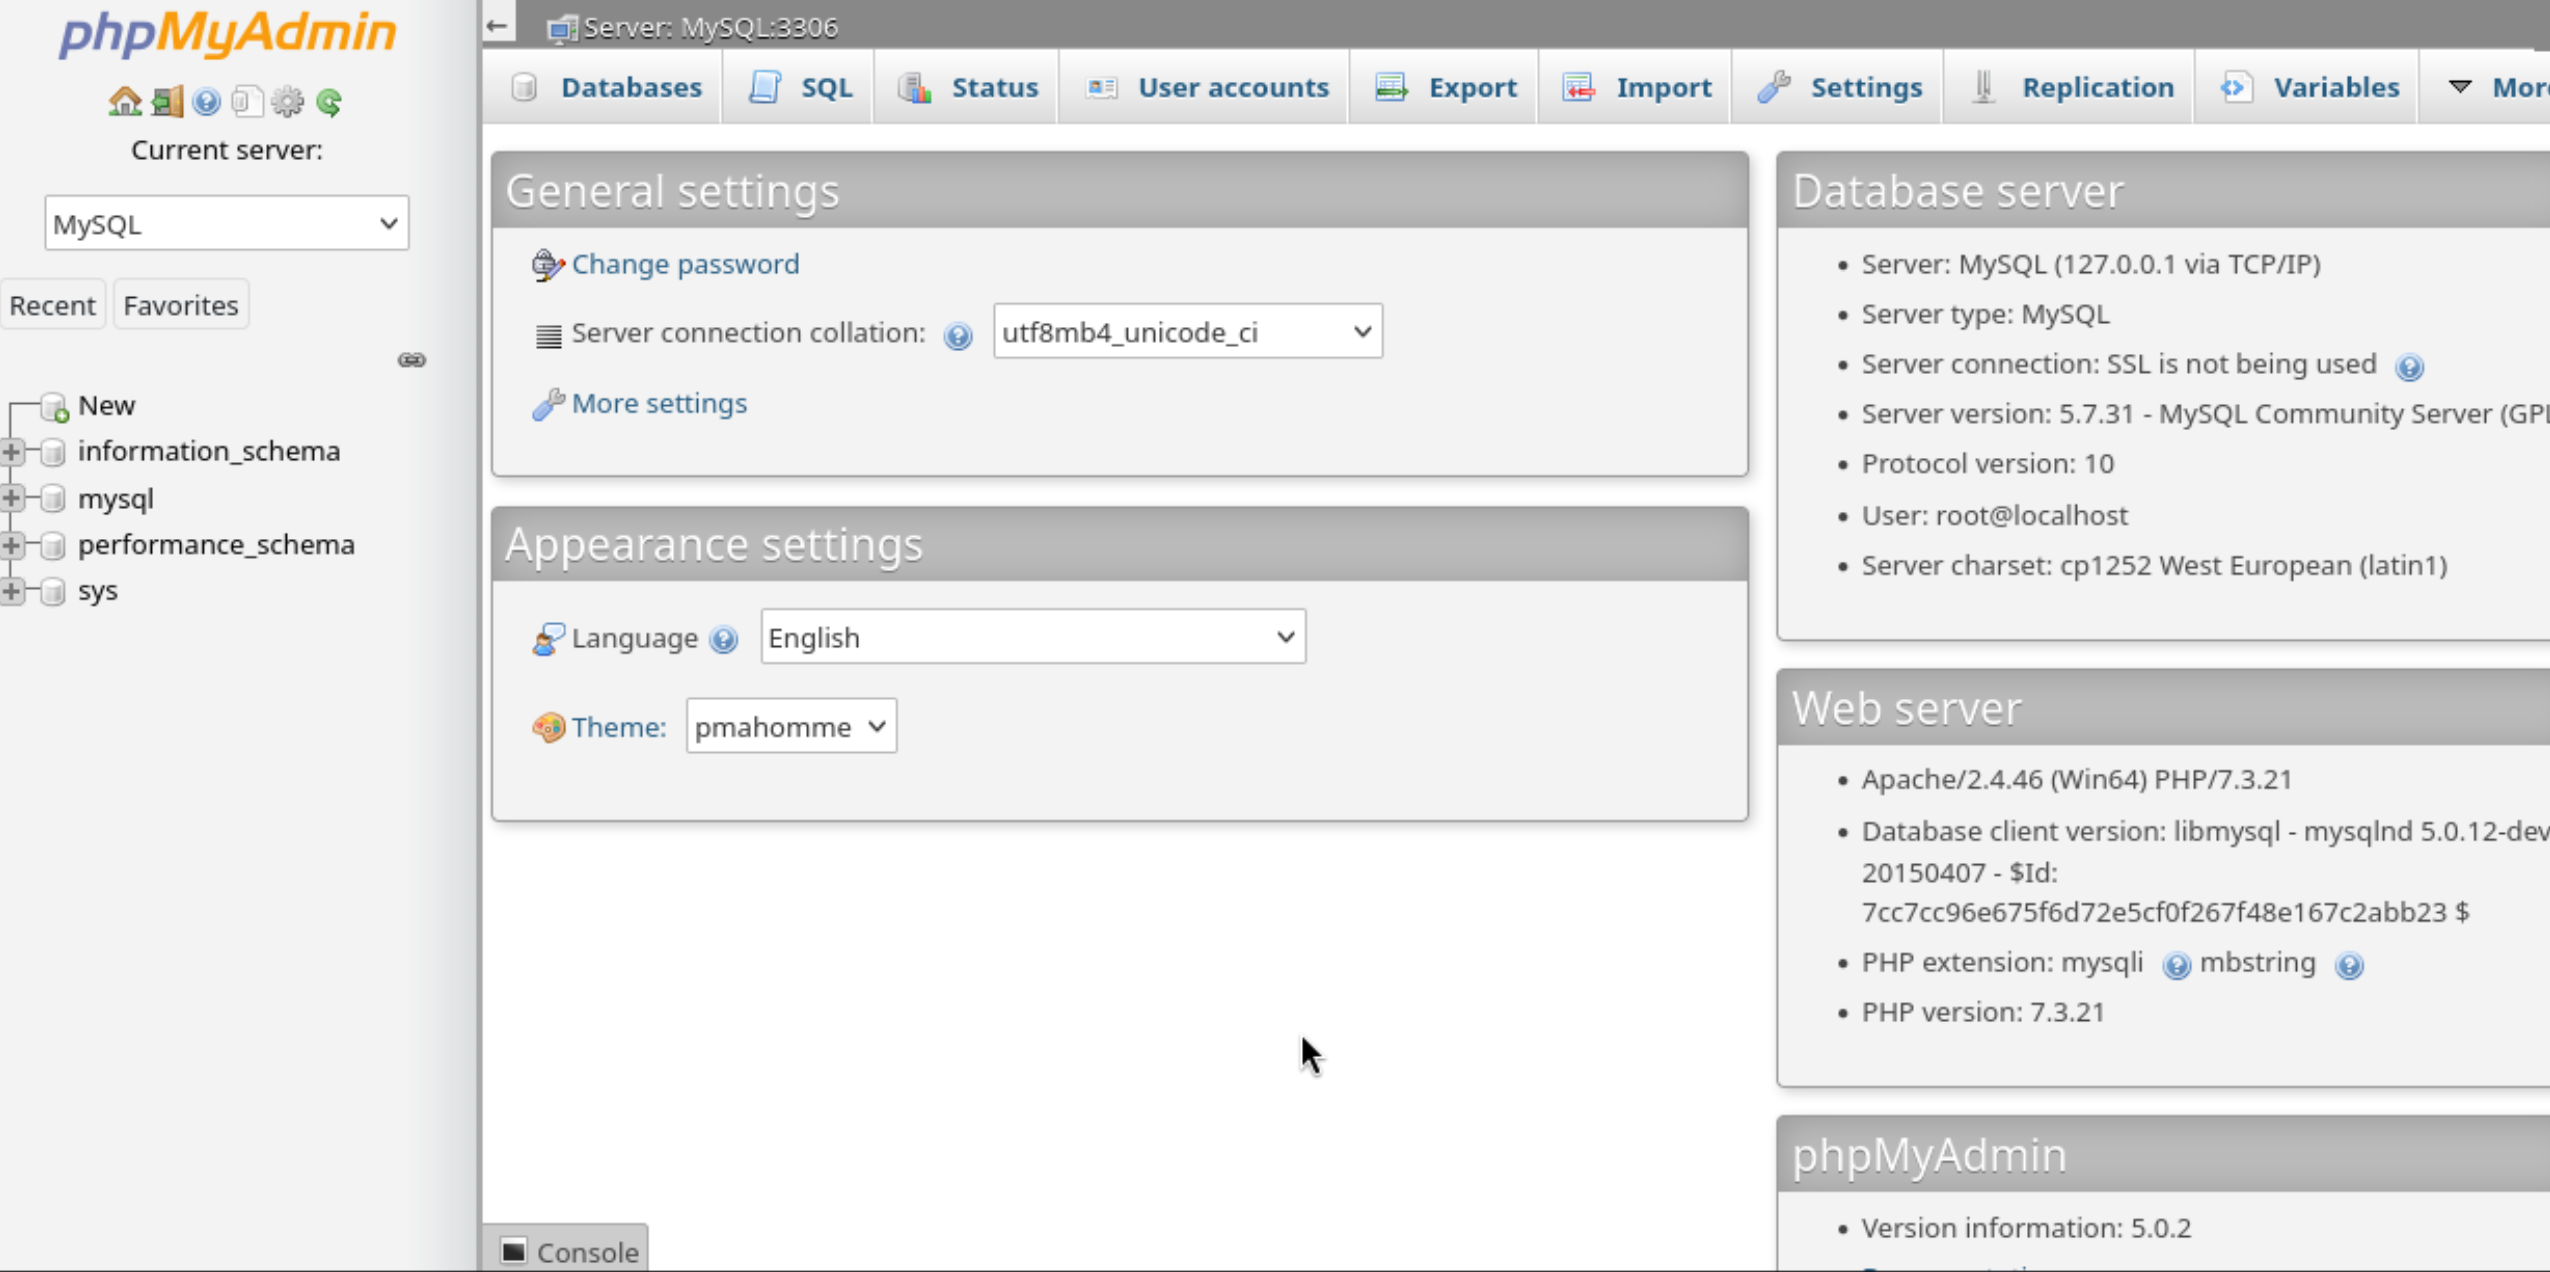 phpMyAdmin
Current server:
MySQL
Recent Favorites
New
information_schema
mysql
performance_schema
sys
Server: MySQL:3306
Databases SQL Status User accounts Export Import Settings Replication Variables More
General settings
Change password
Server connection collation: utf8mb4_unicode_ci
More settings
Appearance settings
Language English
Theme: pmahomme
Console
Database server
• Server: MySQL (127.0.0.1 via TCP/IP)
• Server type: MySQL
• Server connection: SSL is not being used
• Server version: 5.7.31 - MySQL Community Server (GPL
• Protocol version: 10
• User: root@localhost
• Server charset: cp1252 West European (latin1)
Web server
• Apache/2.4.46 (Win64) PHP/7.3.21
• Database client version: libmysql - mysqlnd 5.0.12-dev
20150407 - $Id:
7cc7cc96e675f6d72e5cf0f267f48e167c2abb23 $
• PHP extension: mysqli mbstring
• PHP version: 7.3.21
phpMyAdmin
• Version information: 5.0.2